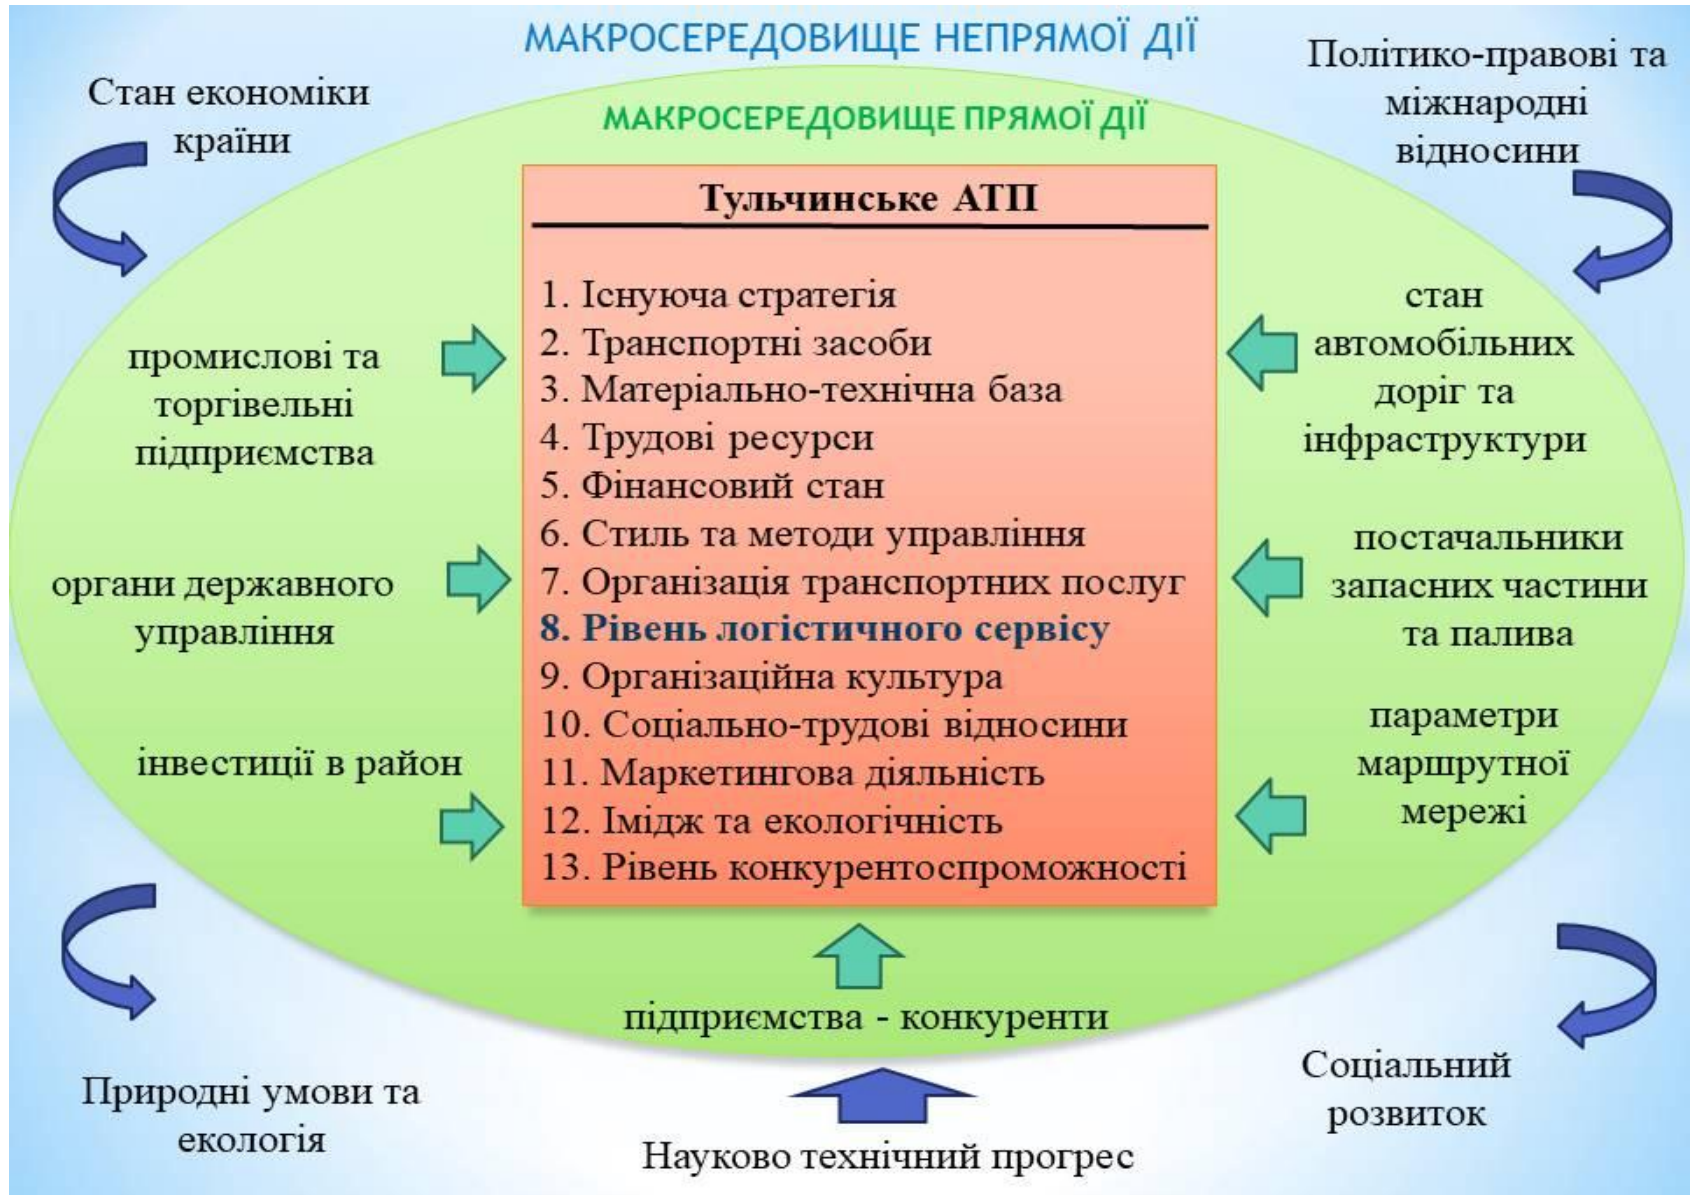 МАКРОСЕРЕДОВИЩЕ НЕПРЯМОЇ ДІЇ
Стан економіки
країни
Політико-правові та
міжнародні
відносини
МАКРОСЕРЕДОВИЩЕ ПРЯМОЇ ДІЇ
Тульчинське АТП
1. Існуюча стратегія
2. Транспортні засоби
3. Матеріально-технічна база
4. Трудові ресурси
5. Фінансовий стан
6. Стиль та методи управління
7. Організація транспортних послуг
8. Рівень логістичного сервісу
9. Організаційна культура
10. Соціально-трудові відносини
11. Маркетингова діяльність
12. Імідж та екологічність
13. Рівень конкурентоспроможності
промислові та
торгівельні
підприємства
органи державного
управління
інвестиції в район
стан
автомобільних
доріг та
інфраструктури
постачальники
запасних частини
та палива
параметри
маршрутної
мережі
підприємства - конкуренти
Природні умови та
екологія
Науково технічний прогрес
Соціальний
розвиток